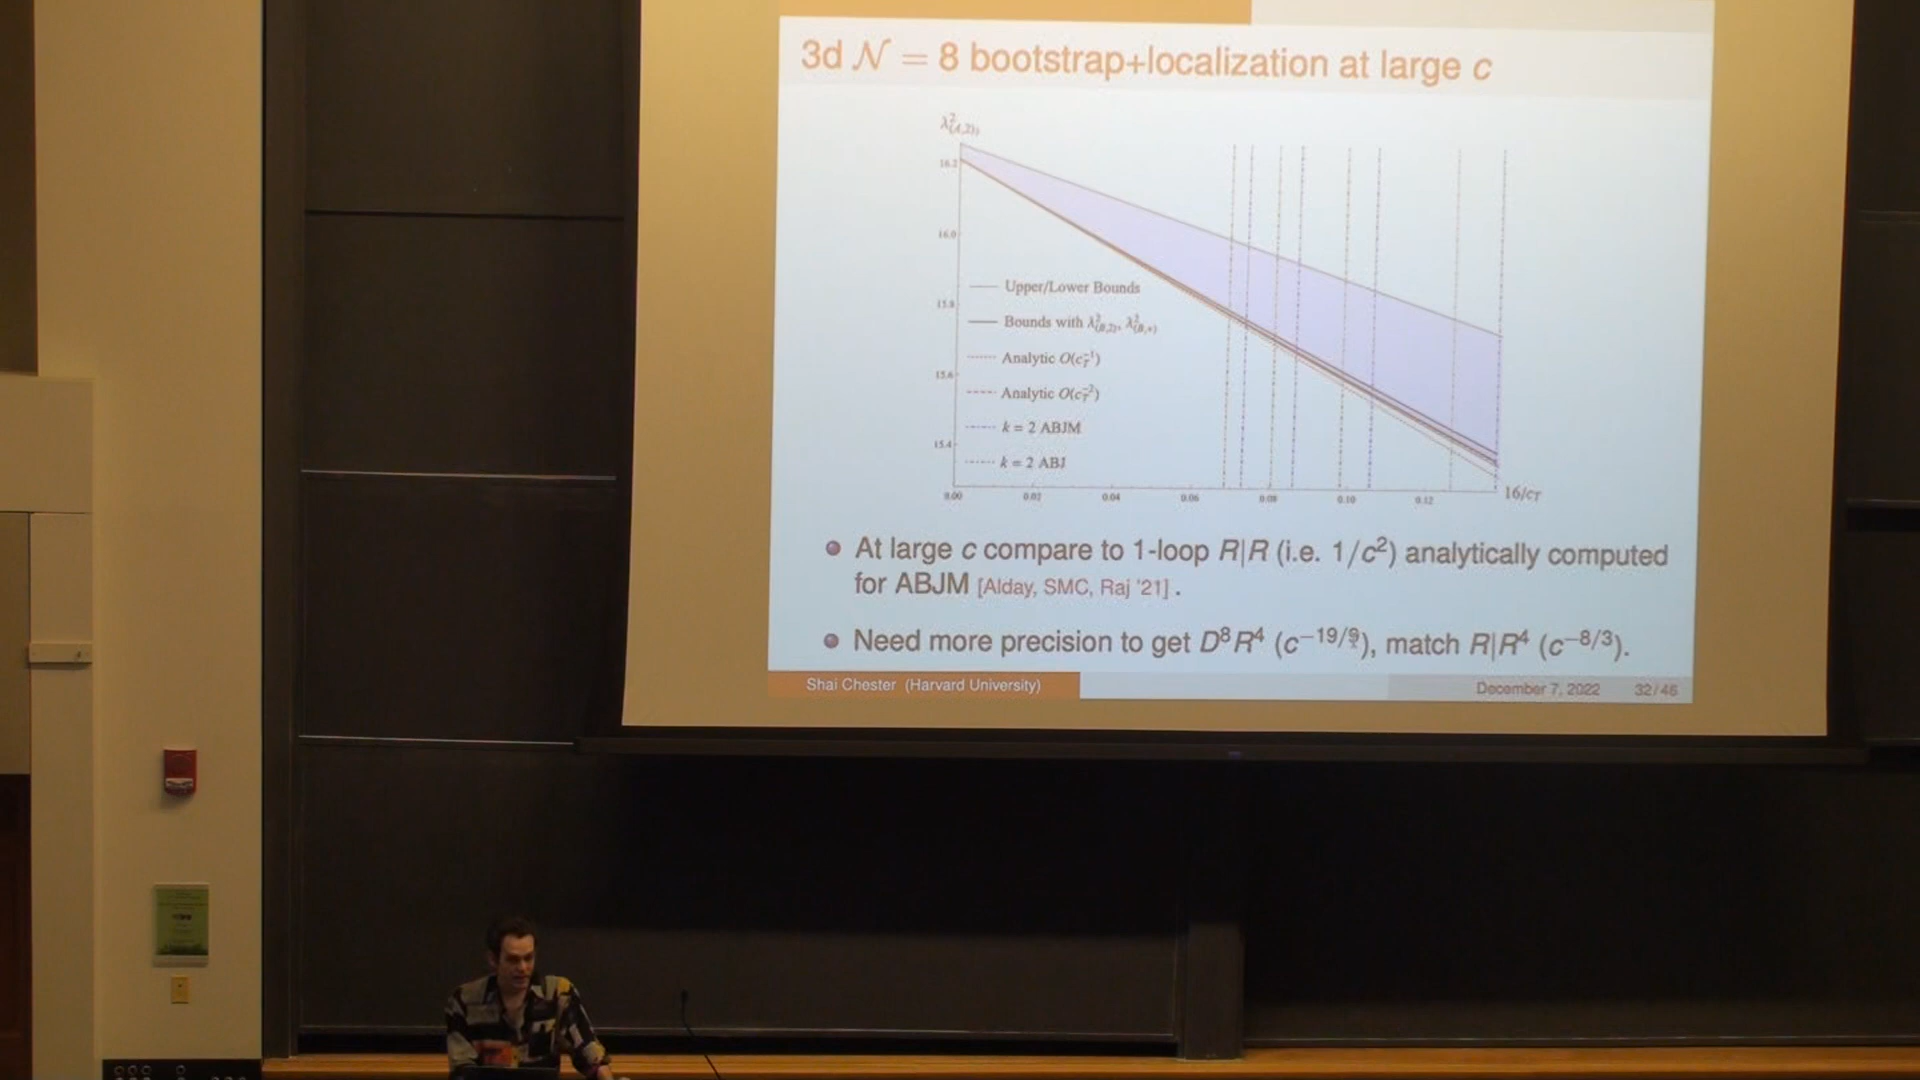 3d N = 8 bootstrap+localization at large c
λ²(A,2)₁
16.2
16.0
15.8
15.6
15.4
Upper/Lower Bounds
Bounds with λ²(B,2), λ²(B,+)
Analytic O(c_T⁻¹)
Analytic O(c_T⁻²)
k = 2 ABJM
k = 2 ABJ
0.00 0.02 0.04 0.06 0.08 0.10 0.12
16/c_T
At large c compare to 1-loop R|R (i.e. 1/c²) analytically computed
for ABJM [Alday, SMC, Raj '21] .
Need more precision to get D⁸R⁴ (c^−19/9), match R|R⁴ (c^−8/3).
Shai Chester (Harvard University) December 7, 2022 32/46